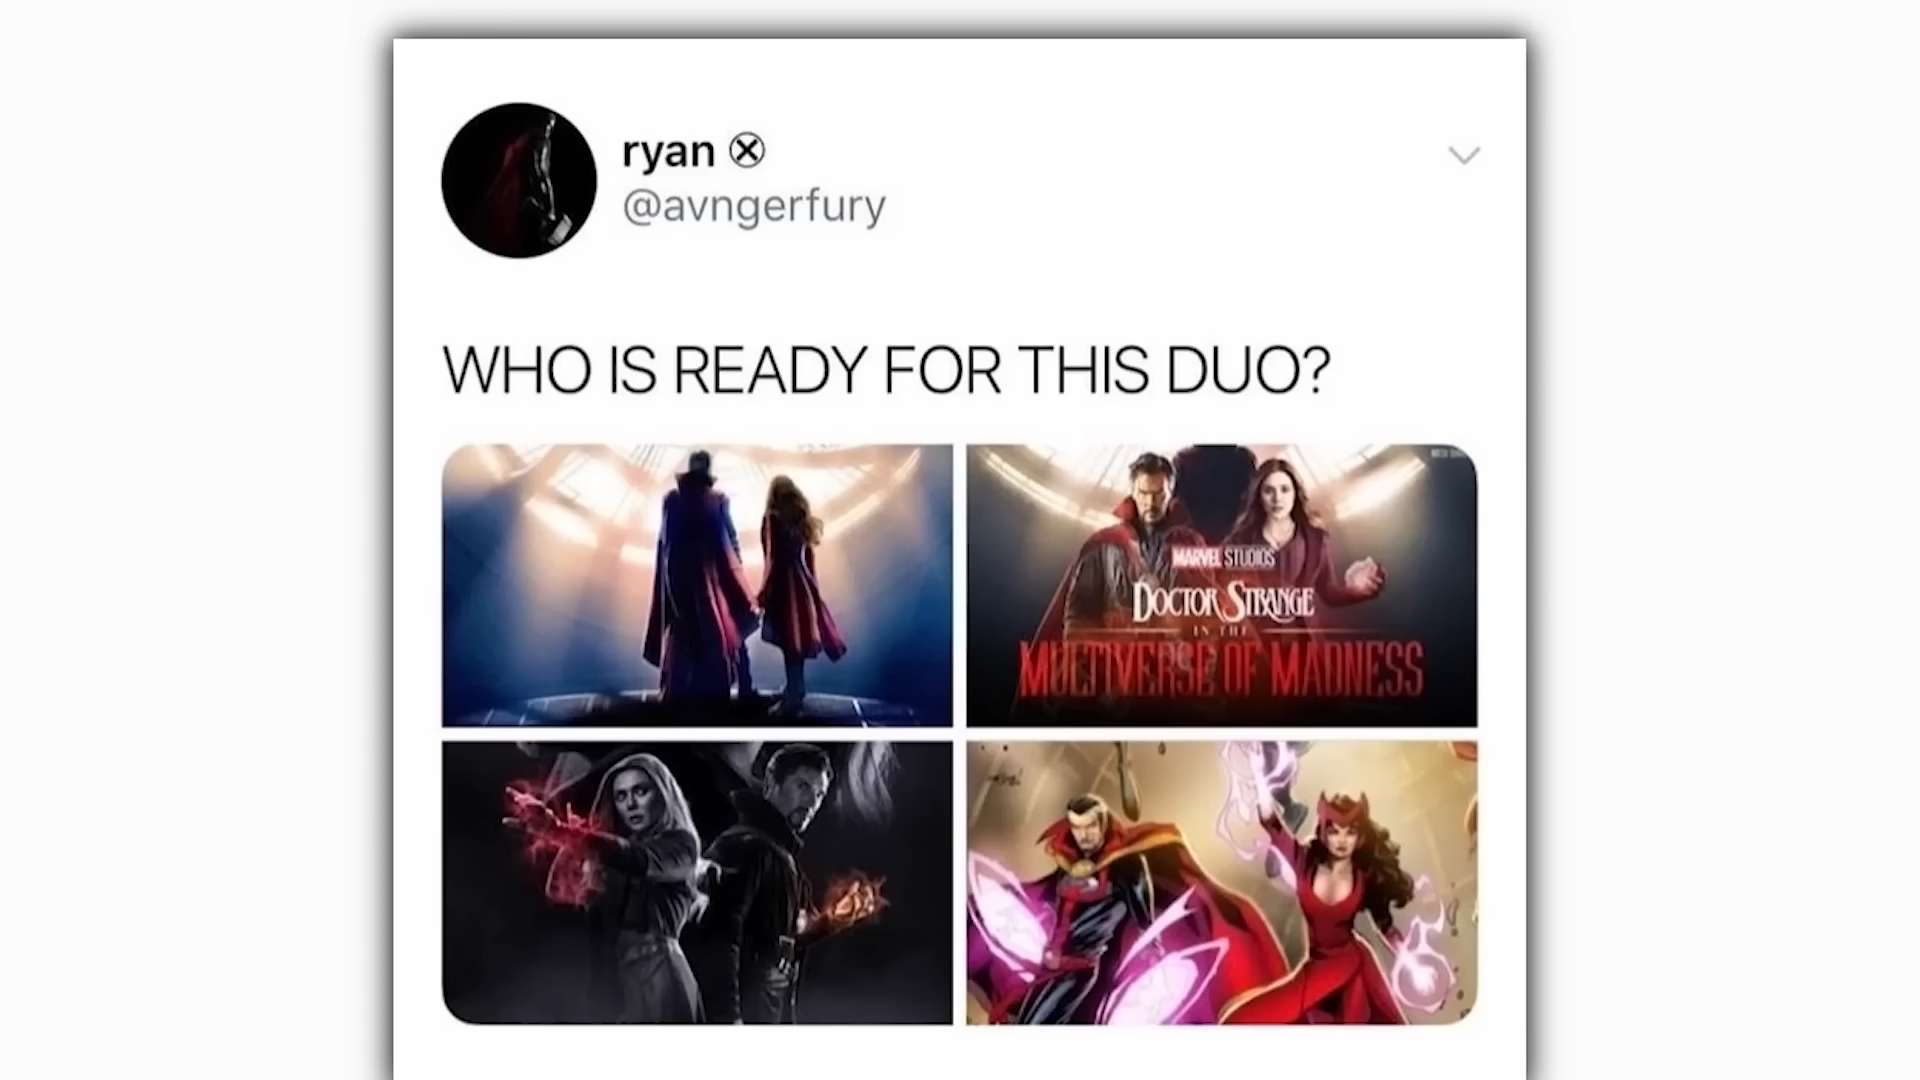 ryan ⓧ
@avngerfury
WHO IS READY FOR THIS DUO?
MARVEL STUDIOS
DOCTOR STRANGE
IN THE
MULTIVERSE OF MADNESS